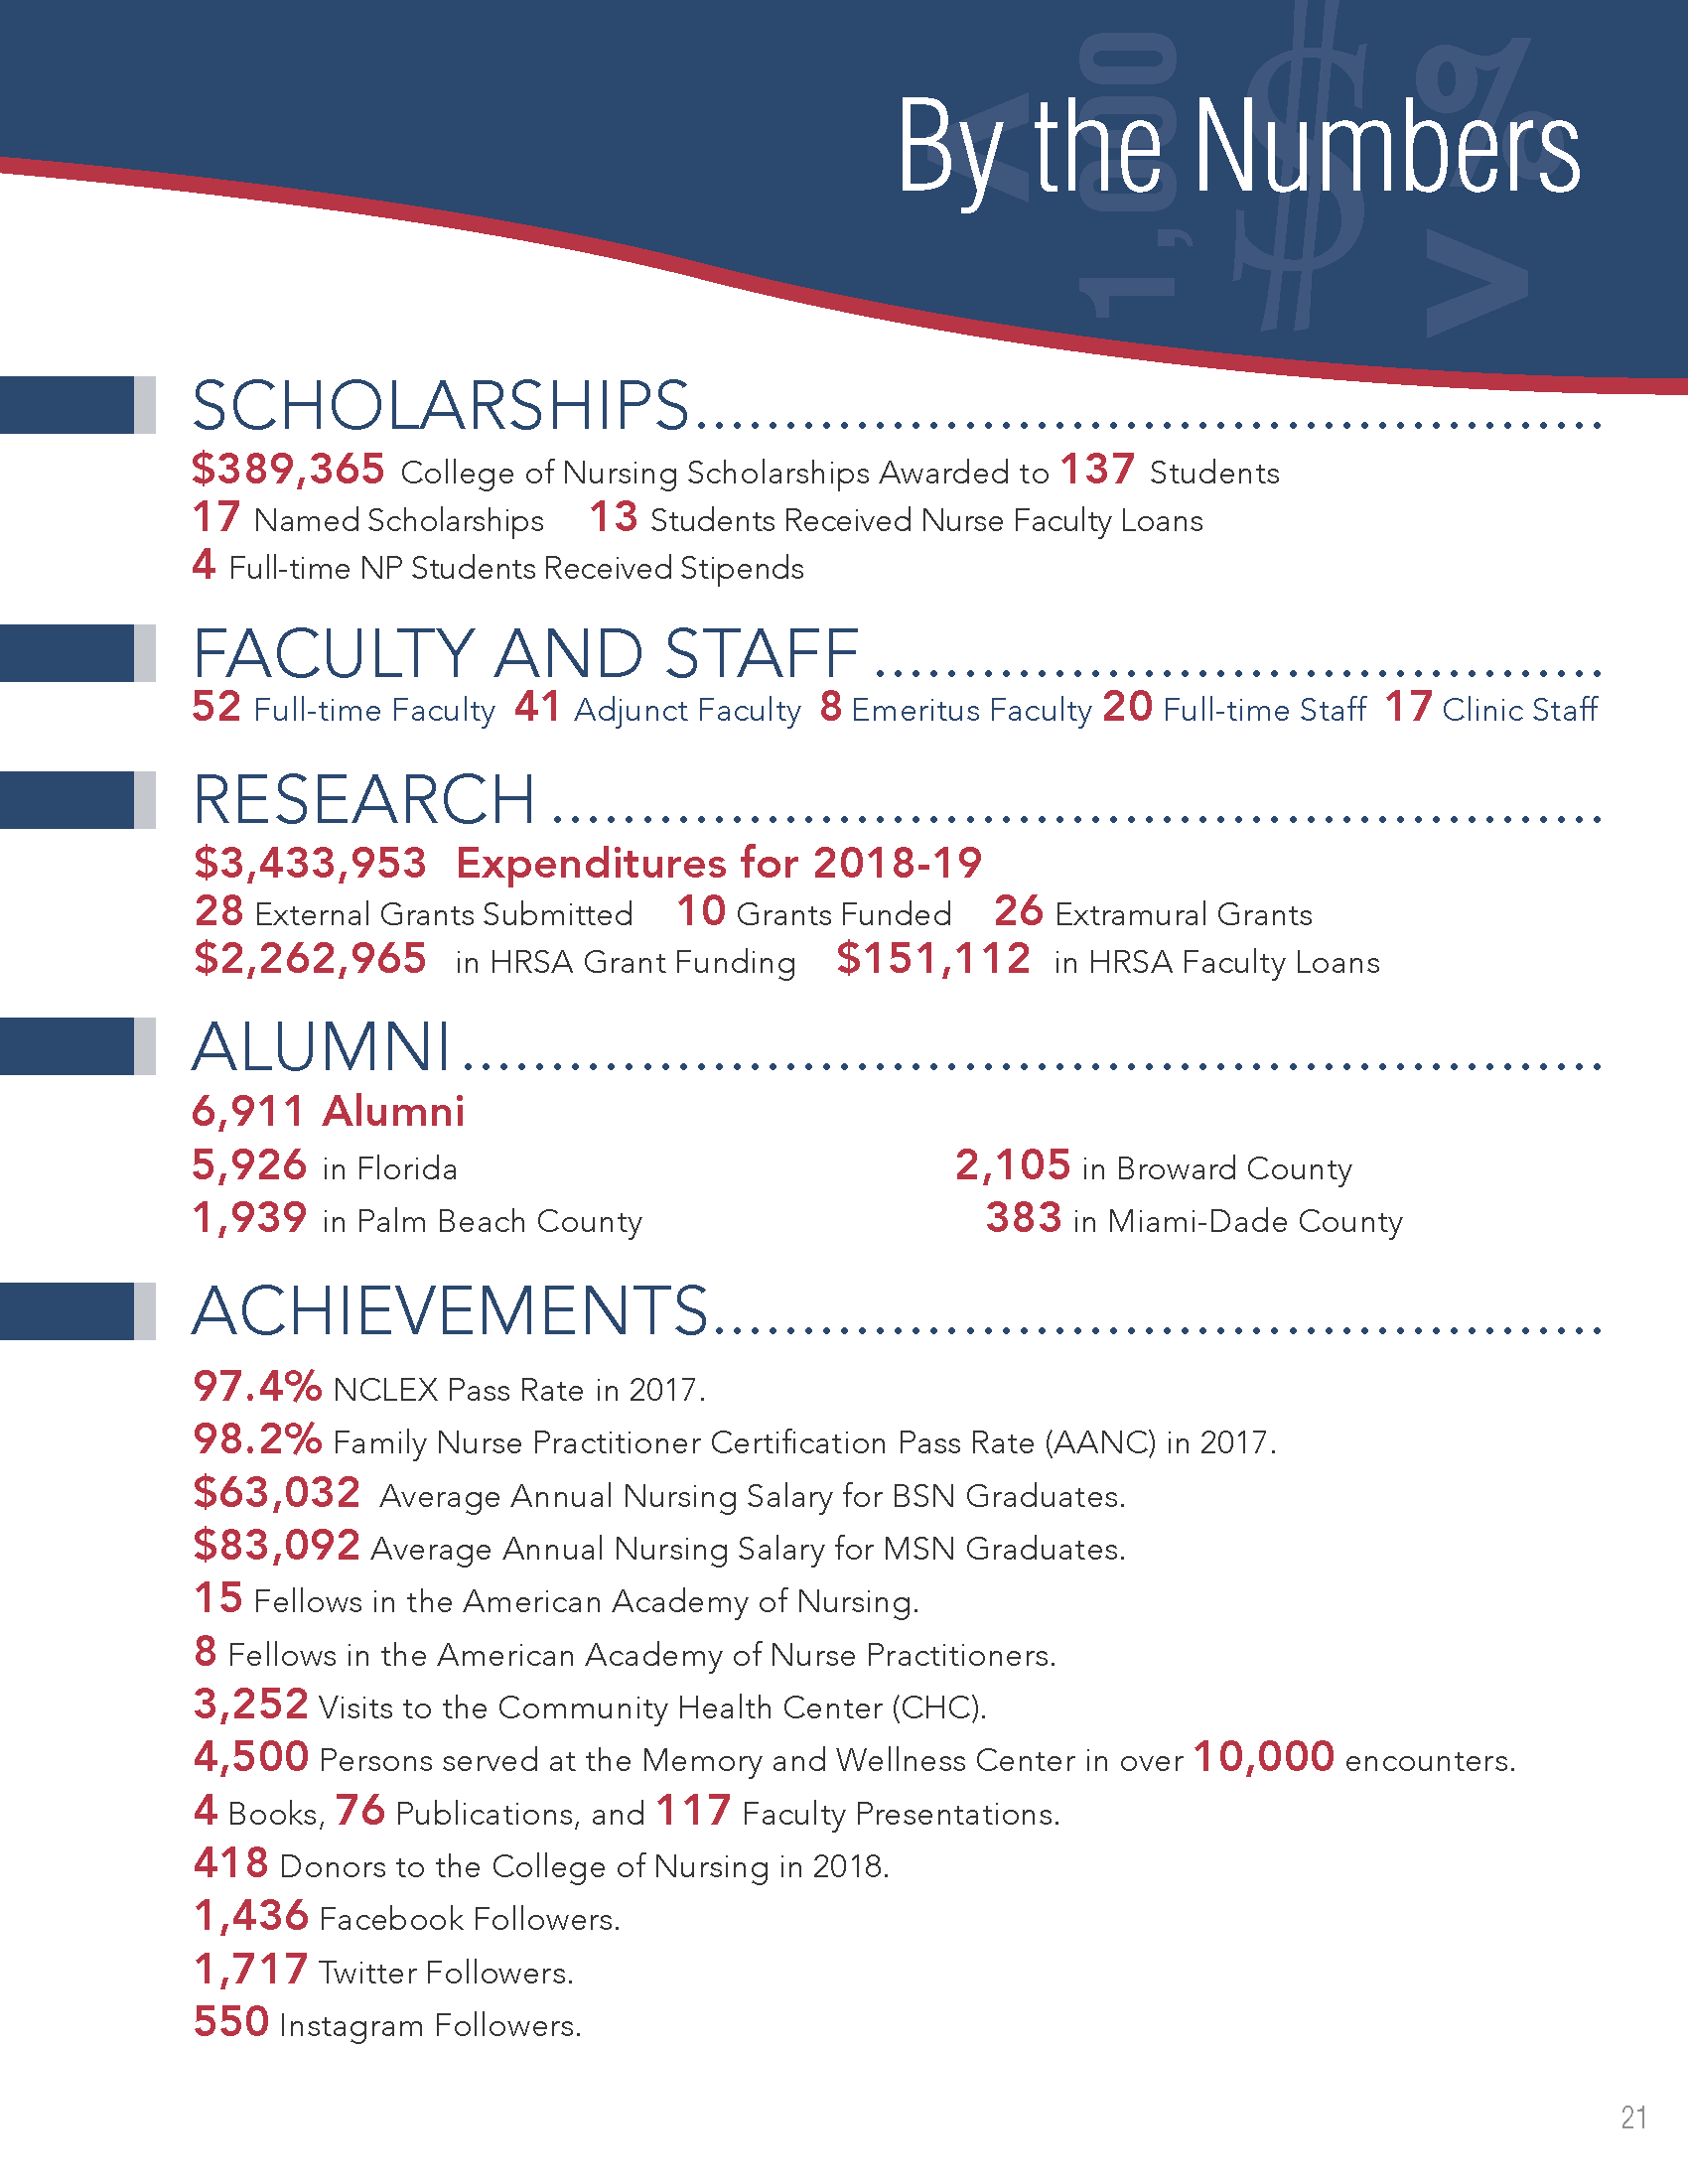 By the Numbers
1,000 $ %
SCHOLARSHIPS
$389,365 College of Nursing Scholarships Awarded to 137 Students
17 Named Scholarships 13 Students Received Nurse Faculty Loans
4 Full-time NP Students Received Stipends
FACULTY AND STAFF
52 Full-time Faculty 41 Adjunct Faculty 8 Emeritus Faculty 20 Full-time Staff 17 Clinic Staff
RESEARCH
$3,433,953 Expenditures for 2018-19
28 External Grants Submitted 10 Grants Funded 26 Extramural Grants
$2,262,965 in HRSA Grant Funding $151,112 in HRSA Faculty Loans
ALUMNI
6,911 Alumni
5,926 in Florida 2,105 in Broward County
1,939 in Palm Beach County 383 in Miami-Dade County
ACHIEVEMENTS
97.4% NCLEX Pass Rate in 2017.
98.2% Family Nurse Practitioner Certification Pass Rate (AANC) in 2017.
$63,032 Average Annual Nursing Salary for BSN Graduates.
$83,092 Average Annual Nursing Salary for MSN Graduates.
15 Fellows in the American Academy of Nursing.
8 Fellows in the American Academy of Nurse Practitioners.
3,252 Visits to the Community Health Center (CHC).
4,500 Persons served at the Memory and Wellness Center in over 10,000 encounters.
4 Books, 76 Publications, and 117 Faculty Presentations.
418 Donors to the College of Nursing in 2018.
1,436 Facebook Followers.
1,717 Twitter Followers.
550 Instagram Followers.
21